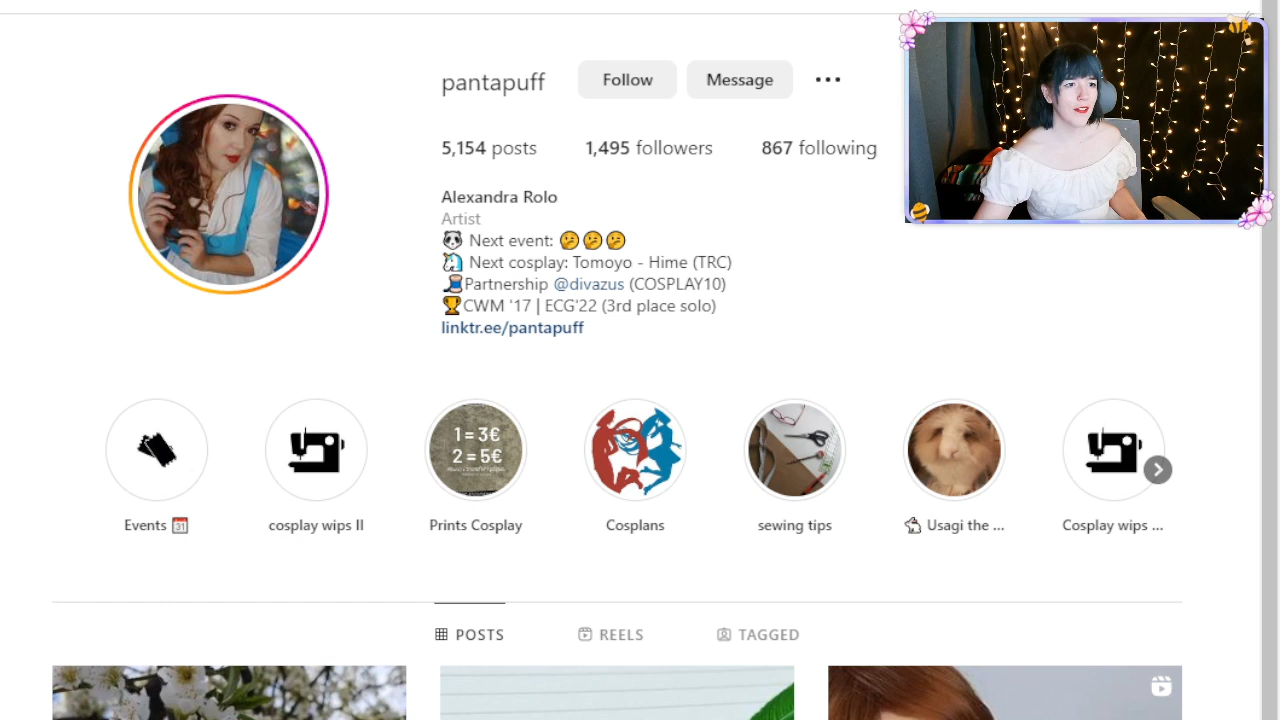 pantapuff Follow Message
5,154 posts 1,495 followers 867 following
Alexandra Rolo
Artist
🐼 Next event: 🤔🤔🤔
🦄 Next cosplay: Tomoyo - Hime (TRC)
🧵Partnership @divazus (COSPLAY10)
🏆CWM '17 | ECG'22 (3rd place solo)
linktr.ee/pantapuff
1 = 3€
2 = 5€
Events 📅 cosplay wips II Prints Cosplay Cosplans sewing tips 🐇 Usagi the ... Cosplay wips ...
POSTS REELS TAGGED